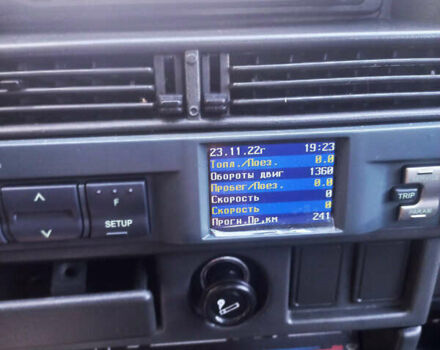 23.11.22г 19:23
Топл./Поез. 0.0
Обороты двиг 1360
Пробег/Поез. 0.0
Скорость 0
Скорость 0
Прогн.Пр,км 241
F
SETUP
TRIP